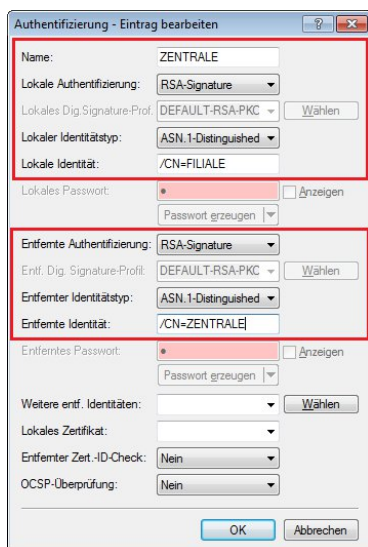 Authentifizierung - Eintrag bearbeiten
Name: ZENTRALE
Lokale Authentifizierung: RSA-Signature
Lokales Dig.Signature-Prof. DEFAULT-RSA-PKC Wählen
Lokaler Identitätstyp: ASN.1-Distinguished
Lokale Identität: /CN=FILIALE
Lokales Passwort: Anzeigen
Passwort erzeugen
Entfernte Authentifizierung: RSA-Signature
Entf. Dig. Signature-Profil: DEFAULT-RSA-PKC Wählen
Entfernter Identitätstyp: ASN.1-Distinguished
Entfernte Identität: /CN=ZENTRALE
Entferntes Passwort: Anzeigen
Passwort erzeugen
Weitere entf. Identitäten: Wählen
Lokales Zertifikat:
Entfernter Zert.-ID-Check: Nein
OCSP-Überprüfung: Nein
OK Abbrechen